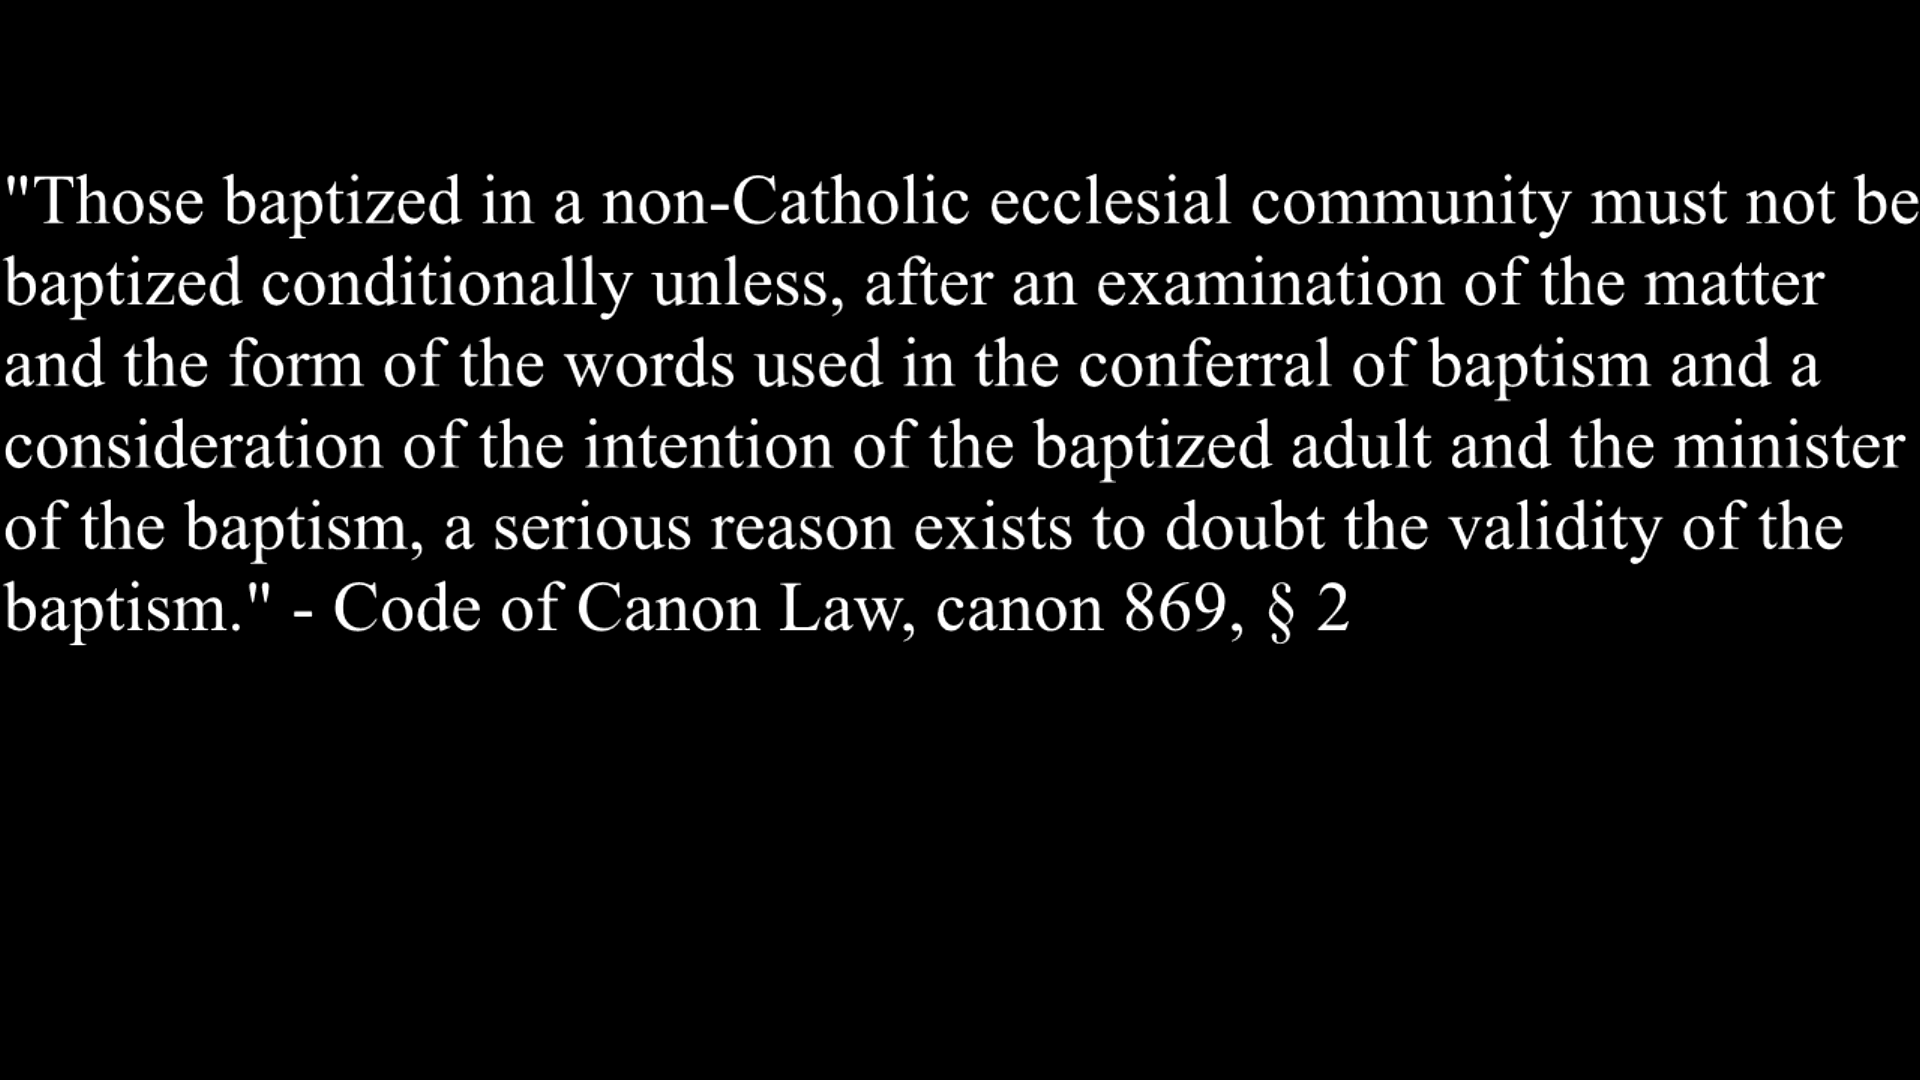 "Those baptized in a non-Catholic ecclesial community must not be
baptized conditionally unless, after an examination of the matter
and the form of the words used in the conferral of baptism and a
consideration of the intention of the baptized adult and the minister
of the baptism, a serious reason exists to doubt the validity of the
baptism." - Code of Canon Law, canon 869, § 2